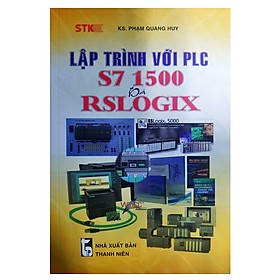 STK
KS. PHẠM QUANG HUY
LẬP TRÌNH VỚI PLC
S7 1500
RSLOGIX
RSLogix 5000
NHÀ XUẤT BẢN
THANH NIÊN